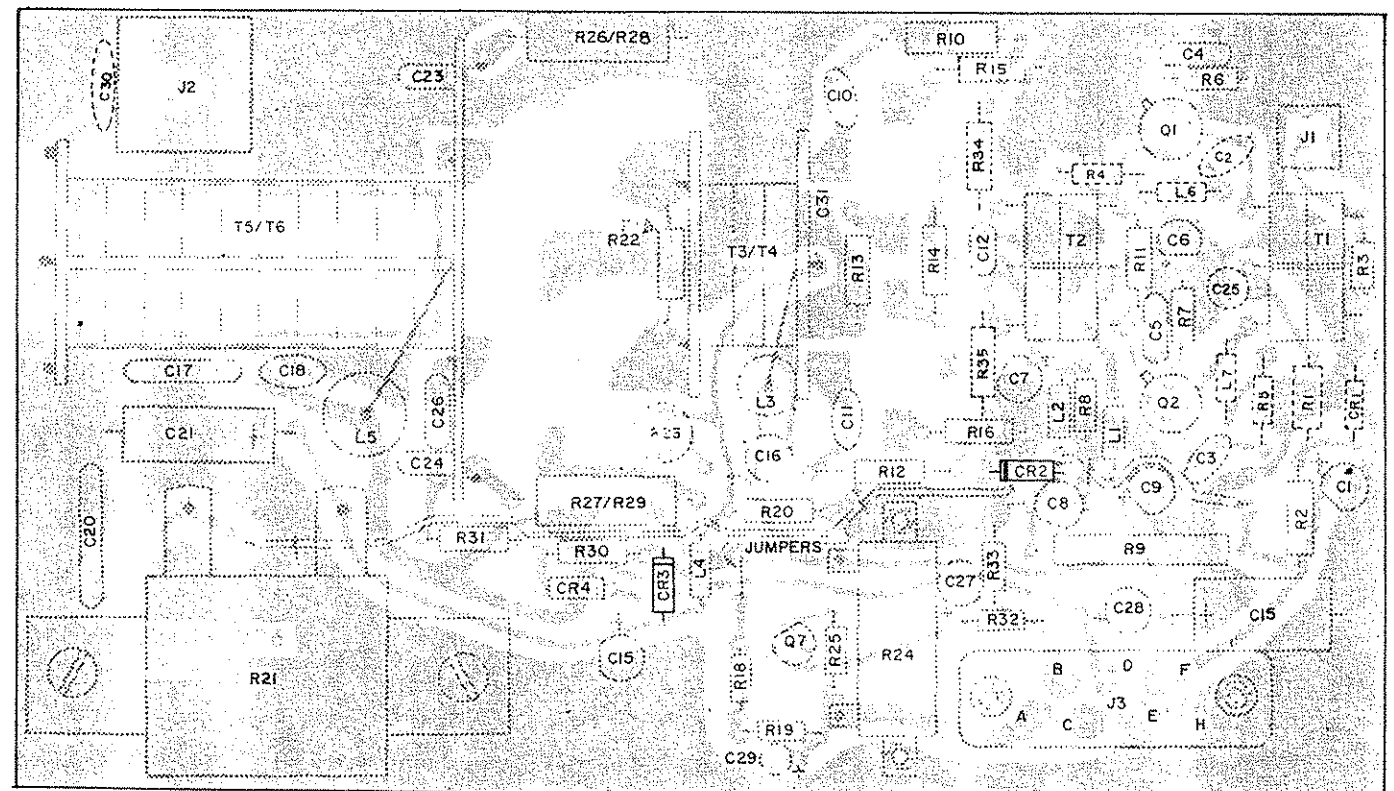 R26/R28
R10
C4
C30
J2
C23
R15
R6
C10
Q1
J1
R34
C2
R4
L6
C31
T5/T6
R22
T3/T4
R13
R14
C12
T2
R11
C6
T1
R3
C25
C5
R7
R35
C17
C18
C7
L7
L3
C26
C11
L2
R8
Q2
R5
R1
CR1
L5
C21
L1
R16
C16
C24
R12
CR2
C3
C9
C1
C8
R27/R29
R20
R2
C20
R31
R30
JUMPERS
R9
CR4
CR3
L4
C27
R33
C28
C15
R32
Q7
R25
R24
C15
R18
R21
B
D
F
J3
A
C
E
H
R19
C29